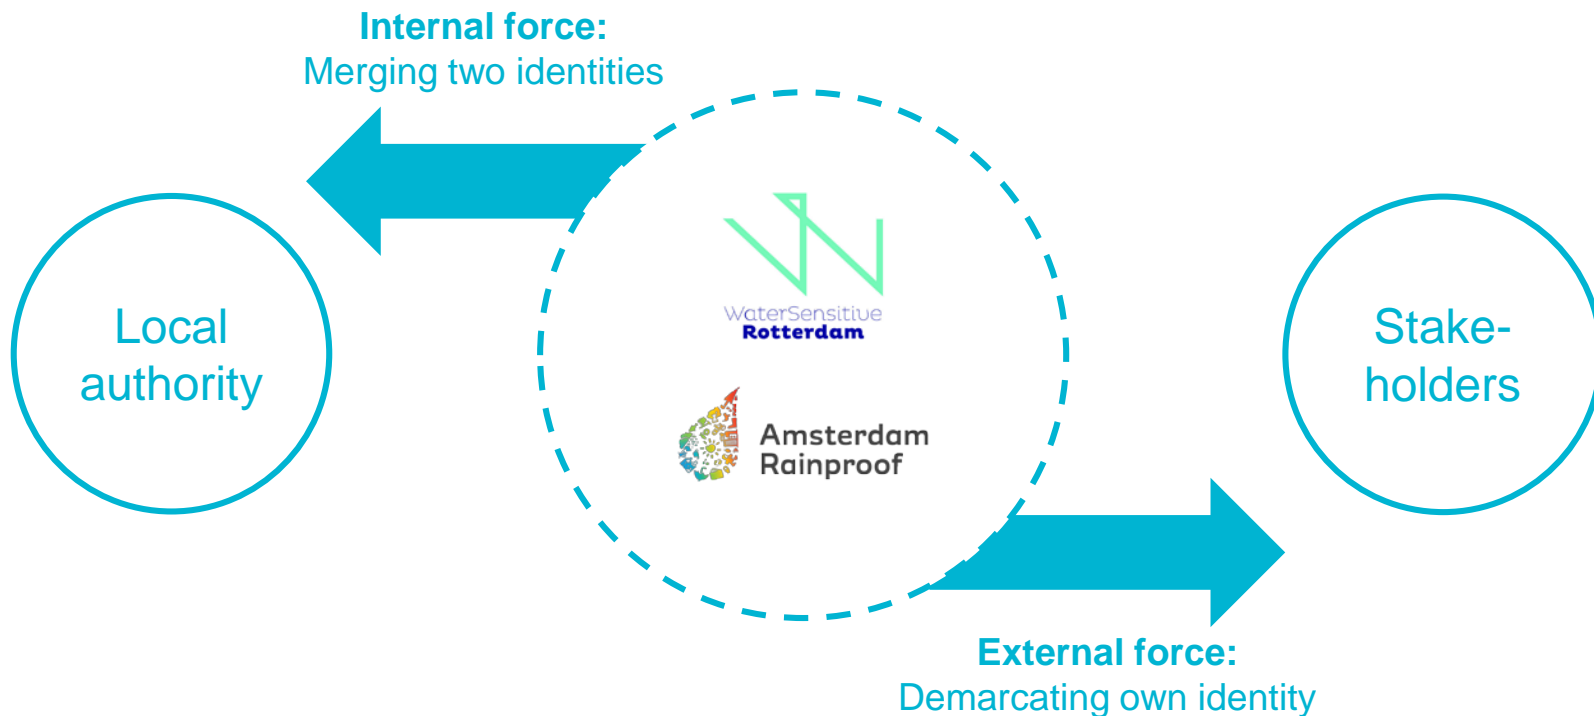 Internal force:
Merging two identities
Local
authority
WaterSensitive
Rotterdam
Amsterdam
Rainproof
Stake-
holders
External force:
Demarcating own identity